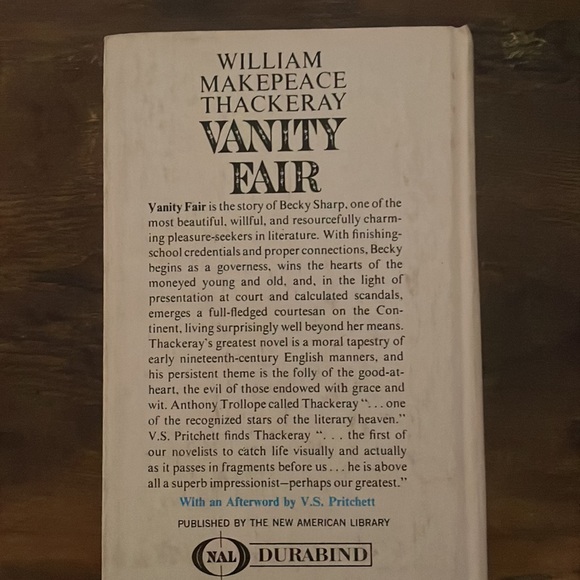 WILLIAM
MAKEPEACE
THACKERAY
VANITY
FAIR
Vanity Fair is the story of Becky Sharp, one of the
most beautiful, willful, and resourcefully charm-
ing pleasure-seekers in literature. With finishing-
school credentials and proper connections, Becky
begins as a governess, wins the hearts of the
moneyed young and old, and, in the light of
presentation at court and calculated scandals,
emerges a full-fledged courtesan on the Con-
tinent, living surprisingly well beyond her means.
Thackeray's greatest novel is a moral tapestry of
early nineteenth-century English manners, and
his persistent theme is the folly of the good-at-
heart, the evil of those endowed with grace and
wit. Anthony Trollope called Thackeray "... one
of the recognized stars of the literary heaven."
V.S. Pritchett finds Thackeray "... the first of
our novelists to catch life visually and actually
as it passes in fragments before us ... he is above
all a superb impressionist—perhaps our greatest."
With an Afterword by V.S. Pritchett
PUBLISHED BY THE NEW AMERICAN LIBRARY
NAL DURABIND